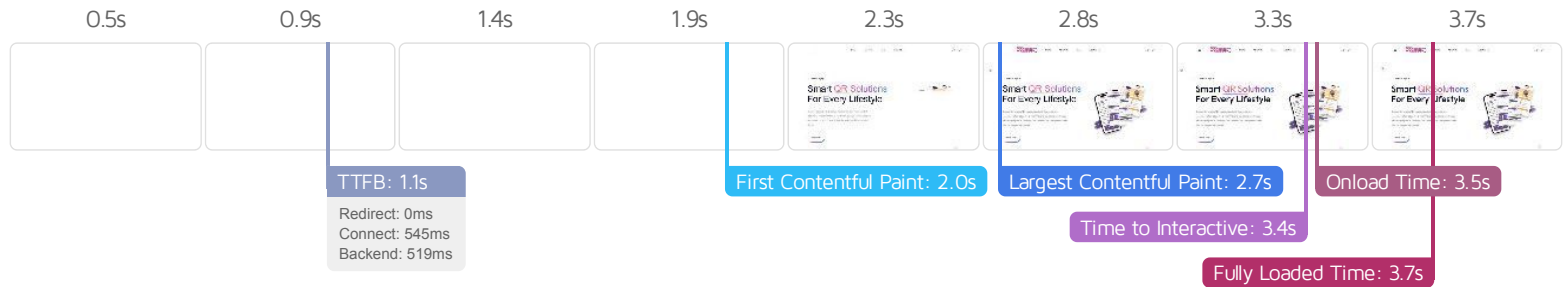 0.5s
0.9s
1.4s
1.9s
2.3s
2.8s
3.3s
3.7s
Smart QR Solutions
For Every Lifestyle
Smart QR Solutions
For Every Lifestyle
Smart QR Solutions
For Every Lifestyle
Smart QR Solutions
For Every Lifestyle
TTFB: 1.1s
Redirect: 0ms
Connect: 545ms
Backend: 519ms
First Contentful Paint: 2.0s
Largest Contentful Paint: 2.7s
Onload Time: 3.5s
Time to Interactive: 3.4s
Fully Loaded Time: 3.7s